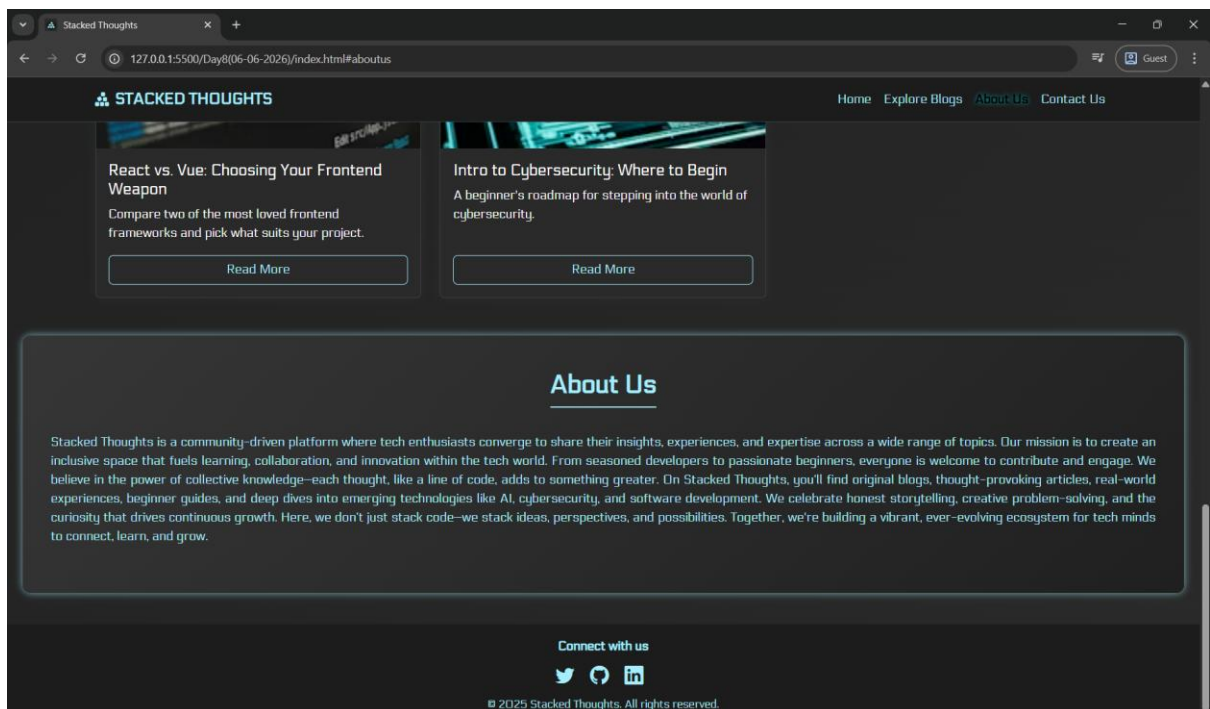 Stacked Thoughts
127.0.0.1:5500/Day8(06-06-2026)/index.html#aboutus
Guest
STACKED THOUGHTS
Home Explore Blogs About Us Contact Us
Edit src/App.js
React vs. Vue: Choosing Your Frontend
Weapon
Compare two of the most loved frontend
frameworks and pick what suits your project.
Read More
Intro to Cybersecurity: Where to Begin
A beginner's roadmap for stepping into the world of
cybersecurity.
Read More
About Us
Stacked Thoughts is a community-driven platform where tech enthusiasts converge to share their insights, experiences, and expertise across a wide range of topics. Our mission is to create an
inclusive space that fuels learning, collaboration, and innovation within the tech world. From seasoned developers to passionate beginners, everyone is welcome to contribute and engage. We
believe in the power of collective knowledge—each thought, like a line of code, adds to something greater. On Stacked Thoughts, you'll find original blogs, thought-provoking articles, real-world
experiences, beginner guides, and deep dives into emerging technologies like AI, cybersecurity, and software development. We celebrate honest storytelling, creative problem-solving, and the
curiosity that drives continuous growth. Here, we don't just stack code—we stack ideas, perspectives, and possibilities. Together, we're building a vibrant, ever-evolving ecosystem for tech minds
to connect, learn, and grow.
Connect with us
in
© 2025 Stacked Thoughts. All rights reserved.